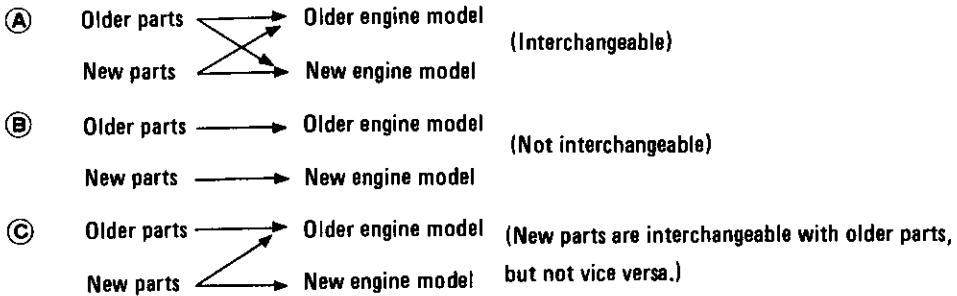 Ⓐ Older parts Older engine model
(Interchangeable)
New parts New engine model
Ⓑ Older parts Older engine model
(Not interchangeable)
New parts New engine model
Ⓒ Older parts Older engine model (New parts are interchangeable with older parts,
New parts New engine model but not vice versa.)